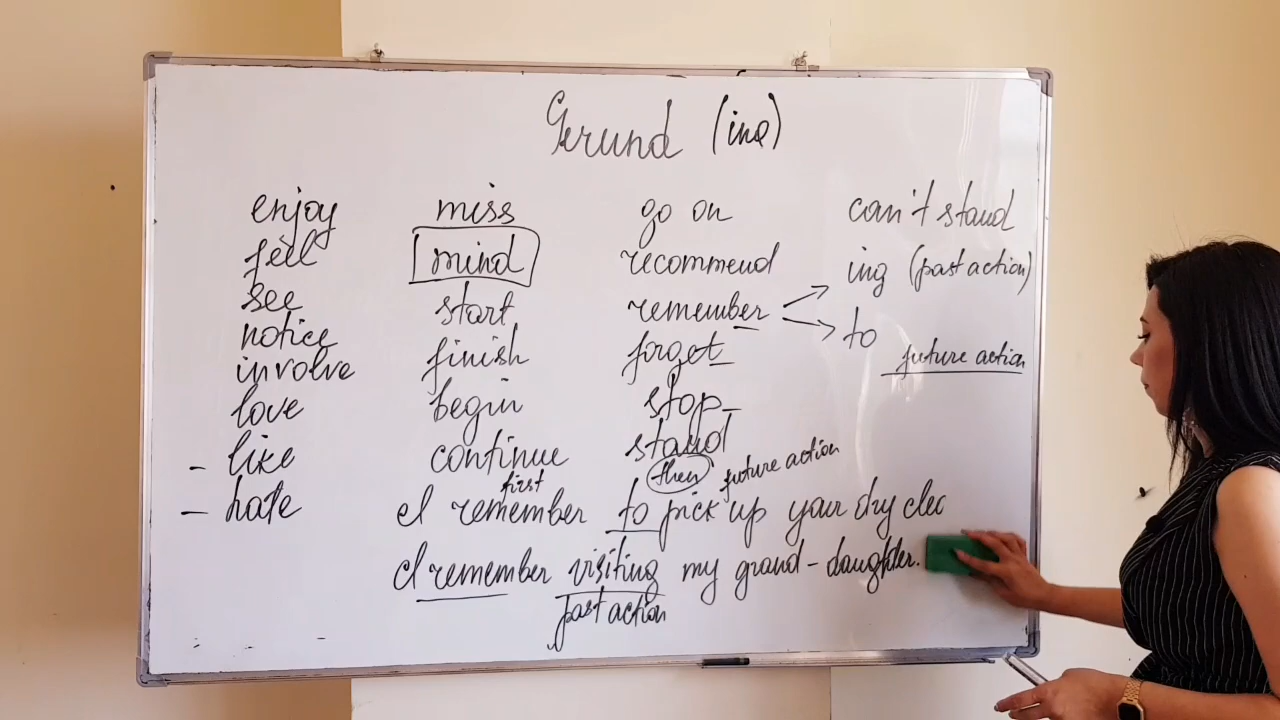 Gerund (ing)
enjoy miss go on can't stand
feel mind recommend ing (past action)
see start remember to
notice finish forget future action
involve begin stop
love continue stand
like first then future action
hate I remember to pick up your dry clec
I remember visiting my grand-daughter.
past action